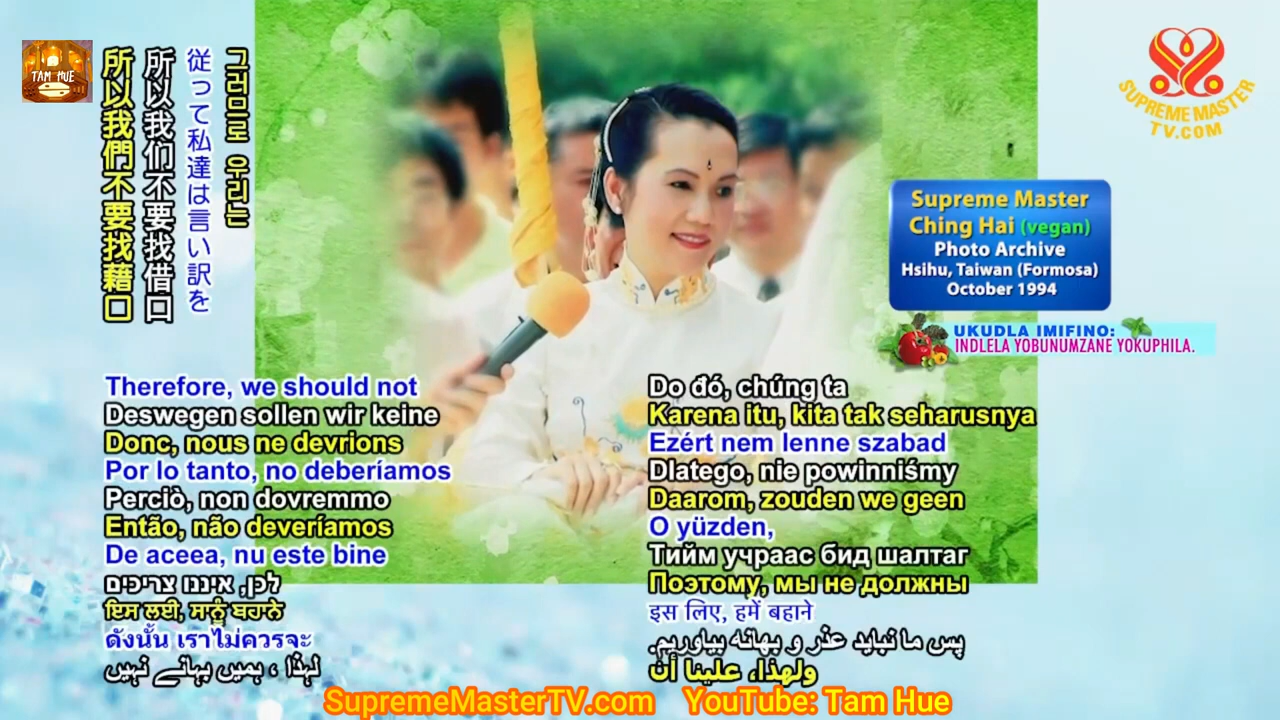 TAM HUE
所以我們不要找藉口
所以我们不要找借口
従って私達は言い訳を
그러므로 우리는
SUPREME MASTER
TV.COM
Supreme Master
Ching Hai (vegan)
Photo Archive
Hsihu, Taiwan (Formosa)
October 1994
UKUDLA IMIFINO:
INDLELA YOBUNUMZANE YOKUPHILA.
Therefore, we should not
Deswegen sollen wir keine
Donc, nous ne devrions
Por lo tanto, no deberíamos
Perciò, non dovremmo
Então, não deveríamos
De aceea, nu este bine
לכן, איננו צריכים
ਇਸ ਲਈ, ਸਾਨੂੰ ਬਹਾਨੇ
ดังนั้น เราไม่ควรจะ
لہذا ، ہمیں بہانے نہیں
Do đó, chúng ta
Karena itu, kita tak seharusnya
Ezért nem lenne szabad
Dlatego, nie powinniśmy
Daarom, zouden we geen
O yüzden,
Тийм учраас бид шалтаг
Поэтому, мы не должны
इस लिए, हमें बहाने
پس ما نباید عذر و بهانه بیاوریم.
ولهذا، علينا أن
SupremeMasterTV.com YouTube: Tam Hue